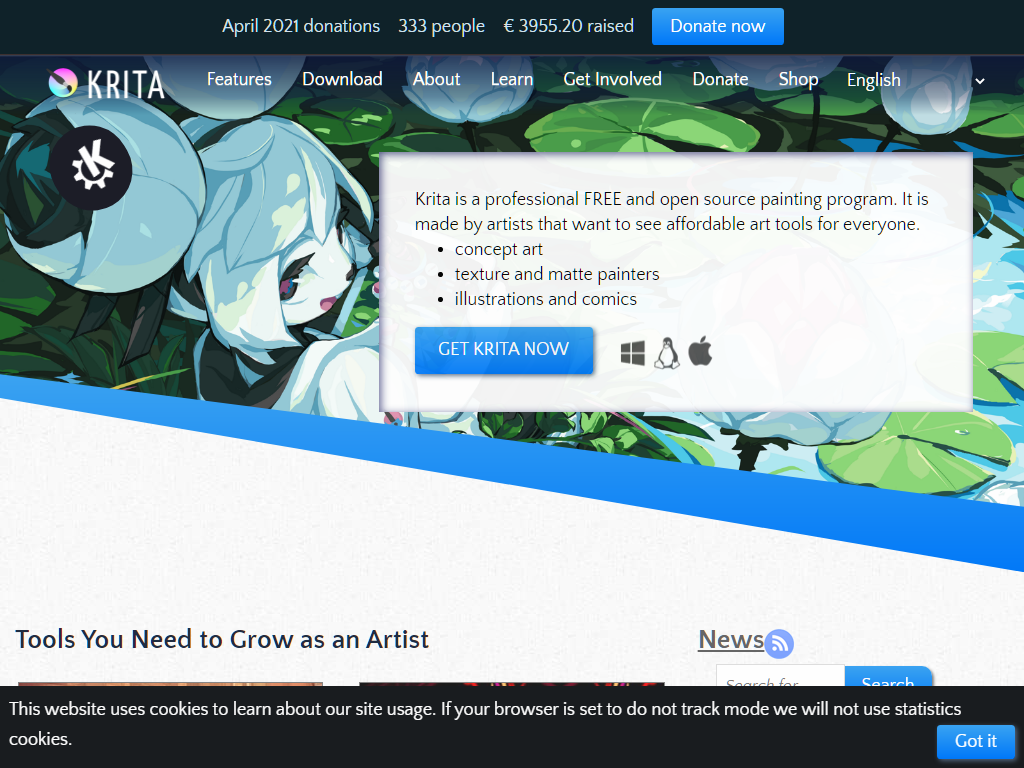 April 2021 donations 333 people € 3955.20 raised Donate now
KRITA Features Download About Learn Get Involved Donate Shop English
Krita is a professional FREE and open source painting program. It is
made by artists that want to see affordable art tools for everyone.
• concept art
• texture and matte painters
• illustrations and comics
GET KRITA NOW
Tools You Need to Grow as an Artist
News
Search for
Search
This website uses cookies to learn about our site usage. If your browser is set to do not track mode we will not use statistics
cookies.
Got it